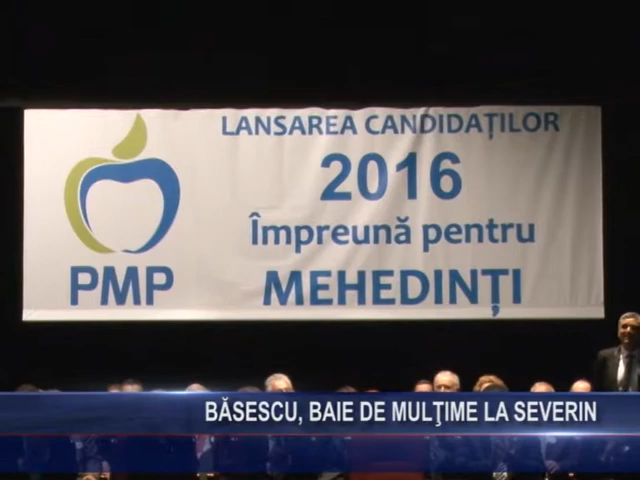 LANSAREA CANDIDAȚILOR
2016
Împreună pentru
MEHEDINȚI
PMP
BĂSESCU, BAIE DE MULŢIME LA SEVERIN